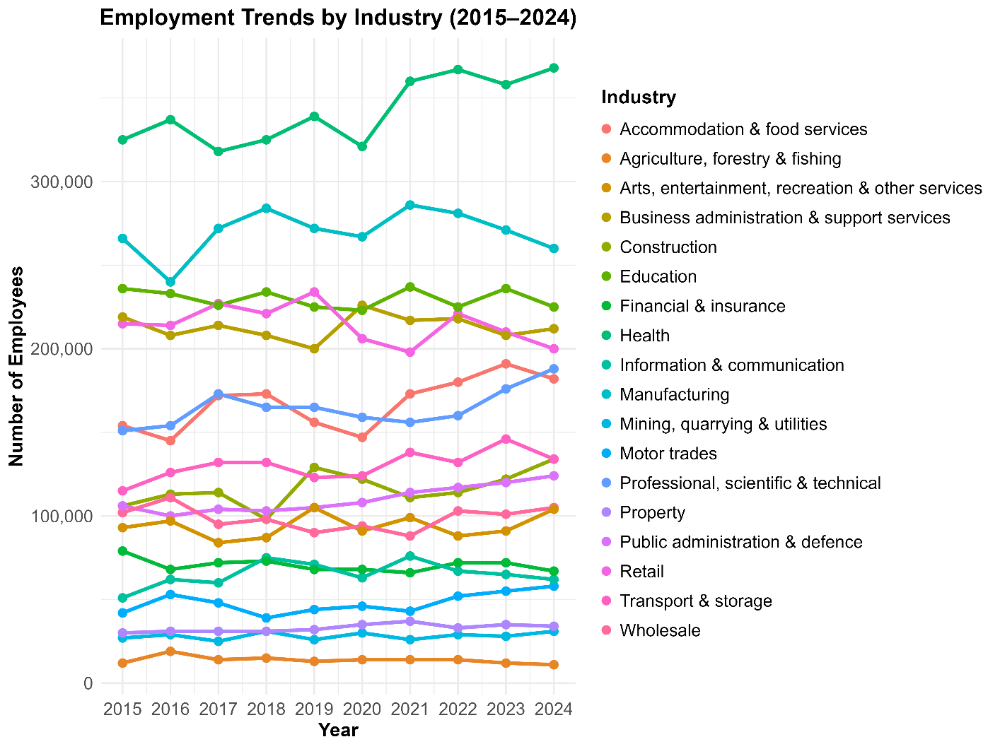 Employment Trends by Industry (2015–2024)
Number of Employees
300,000
200,000
100,000
0
2015 2016 2017 2018 2019 2020 2021 2022 2023 2024
Year
Industry
Accommodation & food services
Agriculture, forestry & fishing
Arts, entertainment, recreation & other services
Business administration & support services
Construction
Education
Financial & insurance
Health
Information & communication
Manufacturing
Mining, quarrying & utilities
Motor trades
Professional, scientific & technical
Property
Public administration & defence
Retail
Transport & storage
Wholesale